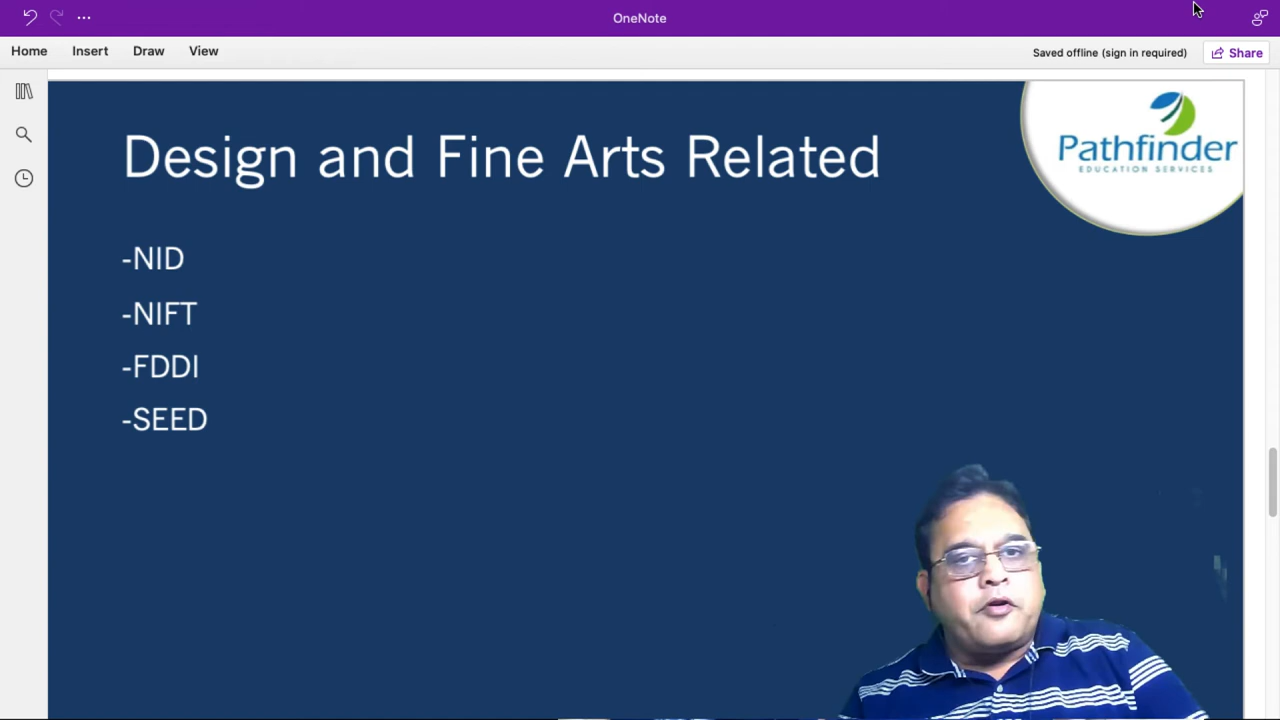 OneNote
Home Insert Draw View
Saved offline (sign in required) Share
Design and Fine Arts Related
Pathfinder
EDUCATION SERVICES
-NID
-NIFT
-FDDI
-SEED